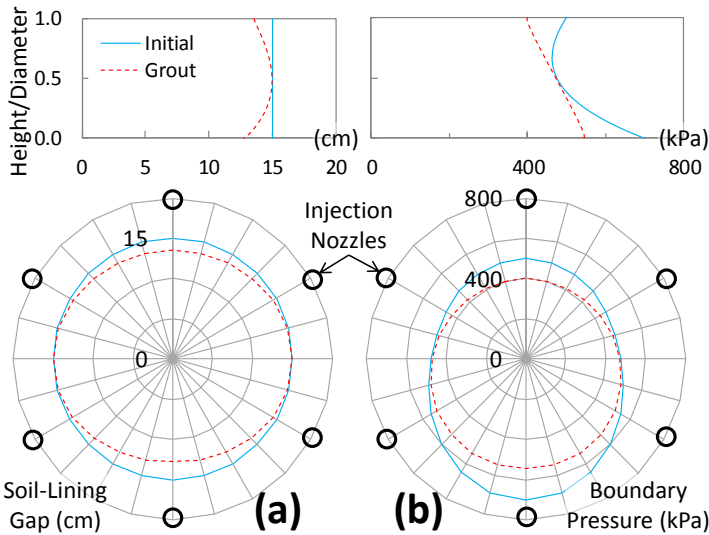 Height/Diameter
1.0
0.5
0.0
Initial
Grout
(cm)
0 5 10 15 20
(kPa)
0 400 800
15
0
Injection
Nozzles
800
400
0
Soil-Lining
Gap (cm)
(a)
(b)
Boundary
Pressure (kPa)